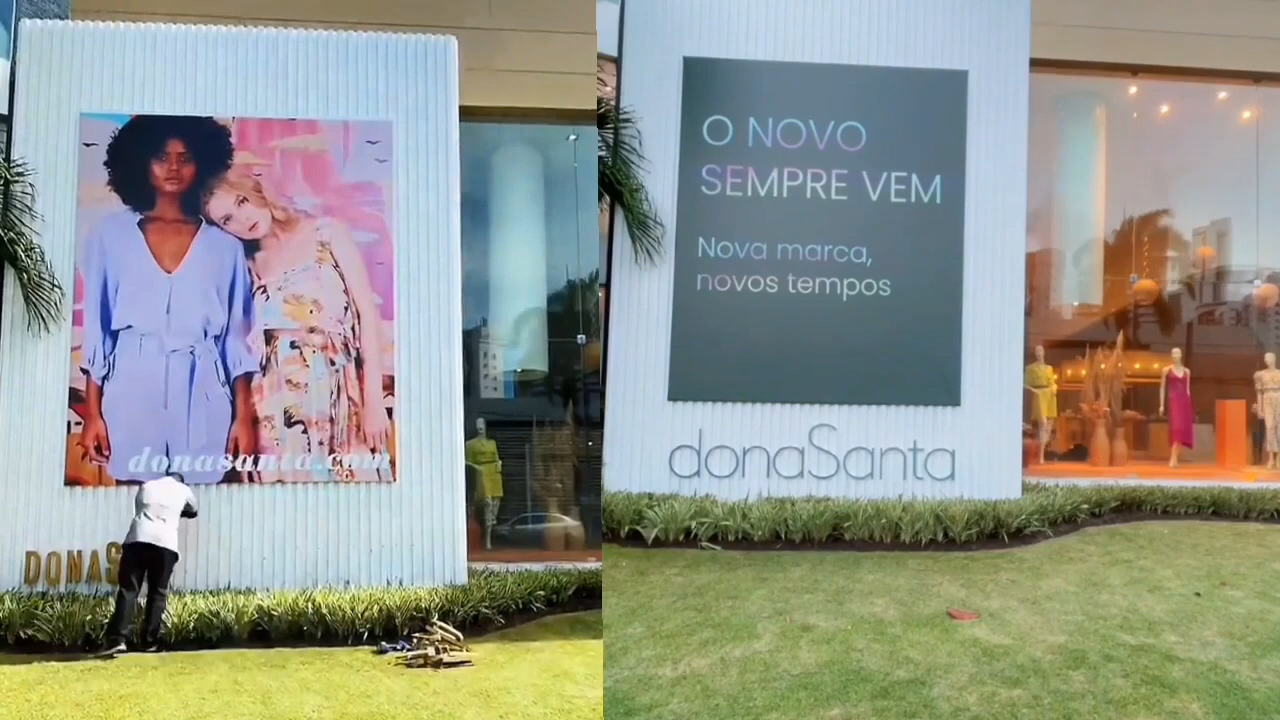 donasanta.com
DONAS
O NOVO
SEMPRE VEM
Nova marca,
novos tempos
donaSanta